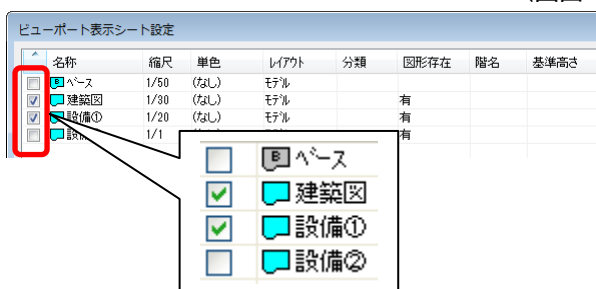 ビューポート表示シート設定
名称 縮尺 単色 ﾚｲｱｳﾄ 分類 図形存在 階名 基準高さ
B ﾍﾞｰｽ 1/50 (なし) ﾓﾃﾞﾙ
建築図 1/30 (なし) ﾓﾃﾞﾙ 有
設備① 1/20 (なし) ﾓﾃﾞﾙ 有
1/1 有
B ﾍﾞｰｽ
建築図
設備①
設備②